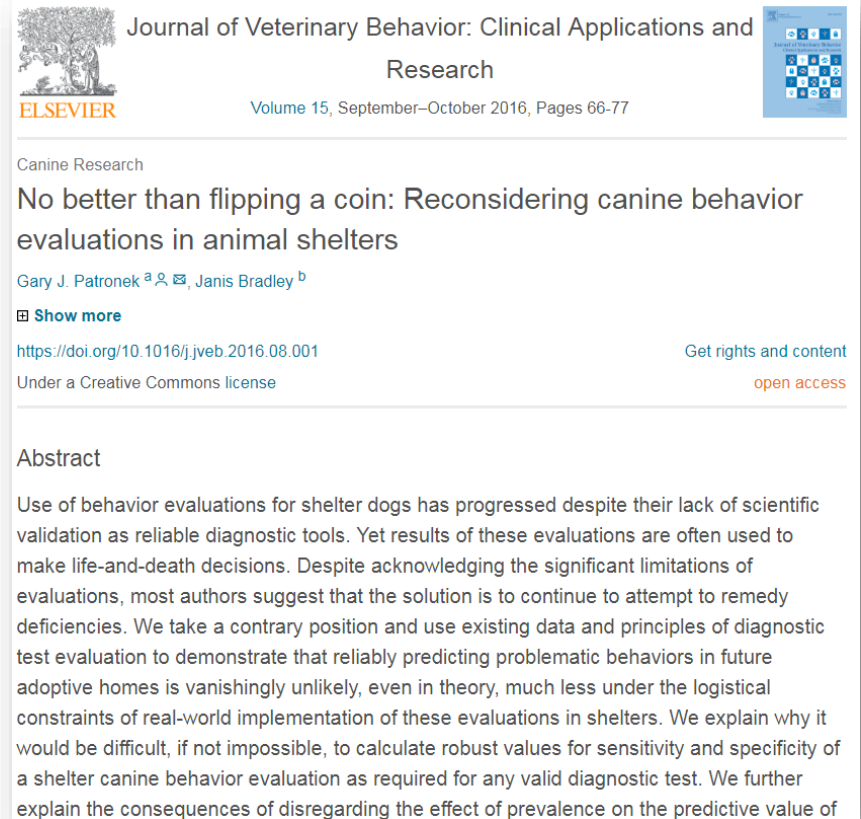 Journal of Veterinary Behavior: Clinical Applications and
Research
ELSEVIER
Volume 15, September–October 2016, Pages 66-77
Journal of Veterinary Behavior
Canine Research
No better than flipping a coin: Reconsidering canine behavior
evaluations in animal shelters
Gary J. Patronek a, Janis Bradley b
Show more
https://doi.org/10.1016/j.jveb.2016.08.001
Get rights and content
Under a Creative Commons license
open access
Abstract
Use of behavior evaluations for shelter dogs has progressed despite their lack of scientific
validation as reliable diagnostic tools. Yet results of these evaluations are often used to
make life-and-death decisions. Despite acknowledging the significant limitations of
evaluations, most authors suggest that the solution is to continue to attempt to remedy
deficiencies. We take a contrary position and use existing data and principles of diagnostic
test evaluation to demonstrate that reliably predicting problematic behaviors in future
adoptive homes is vanishingly unlikely, even in theory, much less under the logistical
constraints of real-world implementation of these evaluations in shelters. We explain why it
would be difficult, if not impossible, to calculate robust values for sensitivity and specificity of
a shelter canine behavior evaluation as required for any valid diagnostic test. We further
explain the consequences of disregarding the effect of prevalence on the predictive value of